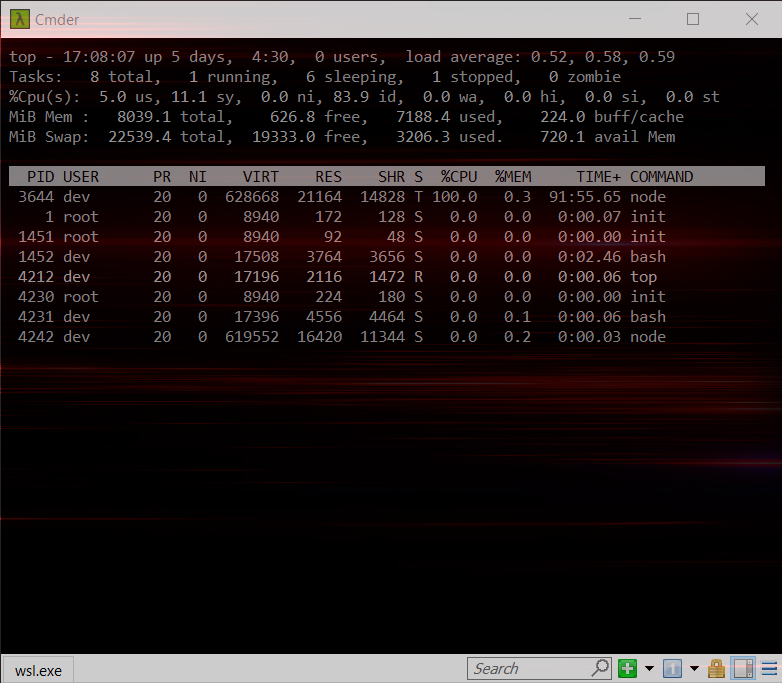 Cmder
top - 17:08:07 up 5 days,  4:30,  0 users,  load average: 0.52, 0.58, 0.59
Tasks:   8 total,   1 running,   6 sleeping,   1 stopped,   0 zombie
%Cpu(s):  5.0 us, 11.1 sy,  0.0 ni, 83.9 id,  0.0 wa,  0.0 hi,  0.0 si,  0.0 st
MiB Mem :   8039.1 total,    626.8 free,   7188.4 used,    224.0 buff/cache
MiB Swap:  22539.4 total,  19333.0 free,   3206.3 used.    720.1 avail Mem
  PID USER      PR  NI    VIRT    RES    SHR S  %CPU  %MEM     TIME+ COMMAND
 3644 dev       20   0  628668  21164  14828 T 100.0   0.3  91:55.65 node
    1 root      20   0    8940    172    128 S   0.0   0.0   0:00.07 init
 1451 root      20   0    8940     92     48 S   0.0   0.0   0:00.00 init
 1452 dev       20   0   17508   3764   3656 S   0.0   0.0   0:02.46 bash
 4212 dev       20   0   17196   2116   1472 R   0.0   0.0   0:00.06 top
 4230 root      20   0    8940    224    180 S   0.0   0.0   0:00.00 init
 4231 dev       20   0   17396   4556   4464 S   0.0   0.1   0:00.06 bash
 4242 dev       20   0  619552  16420  11344 S   0.0   0.2   0:00.03 node
wsl.exe Search 1